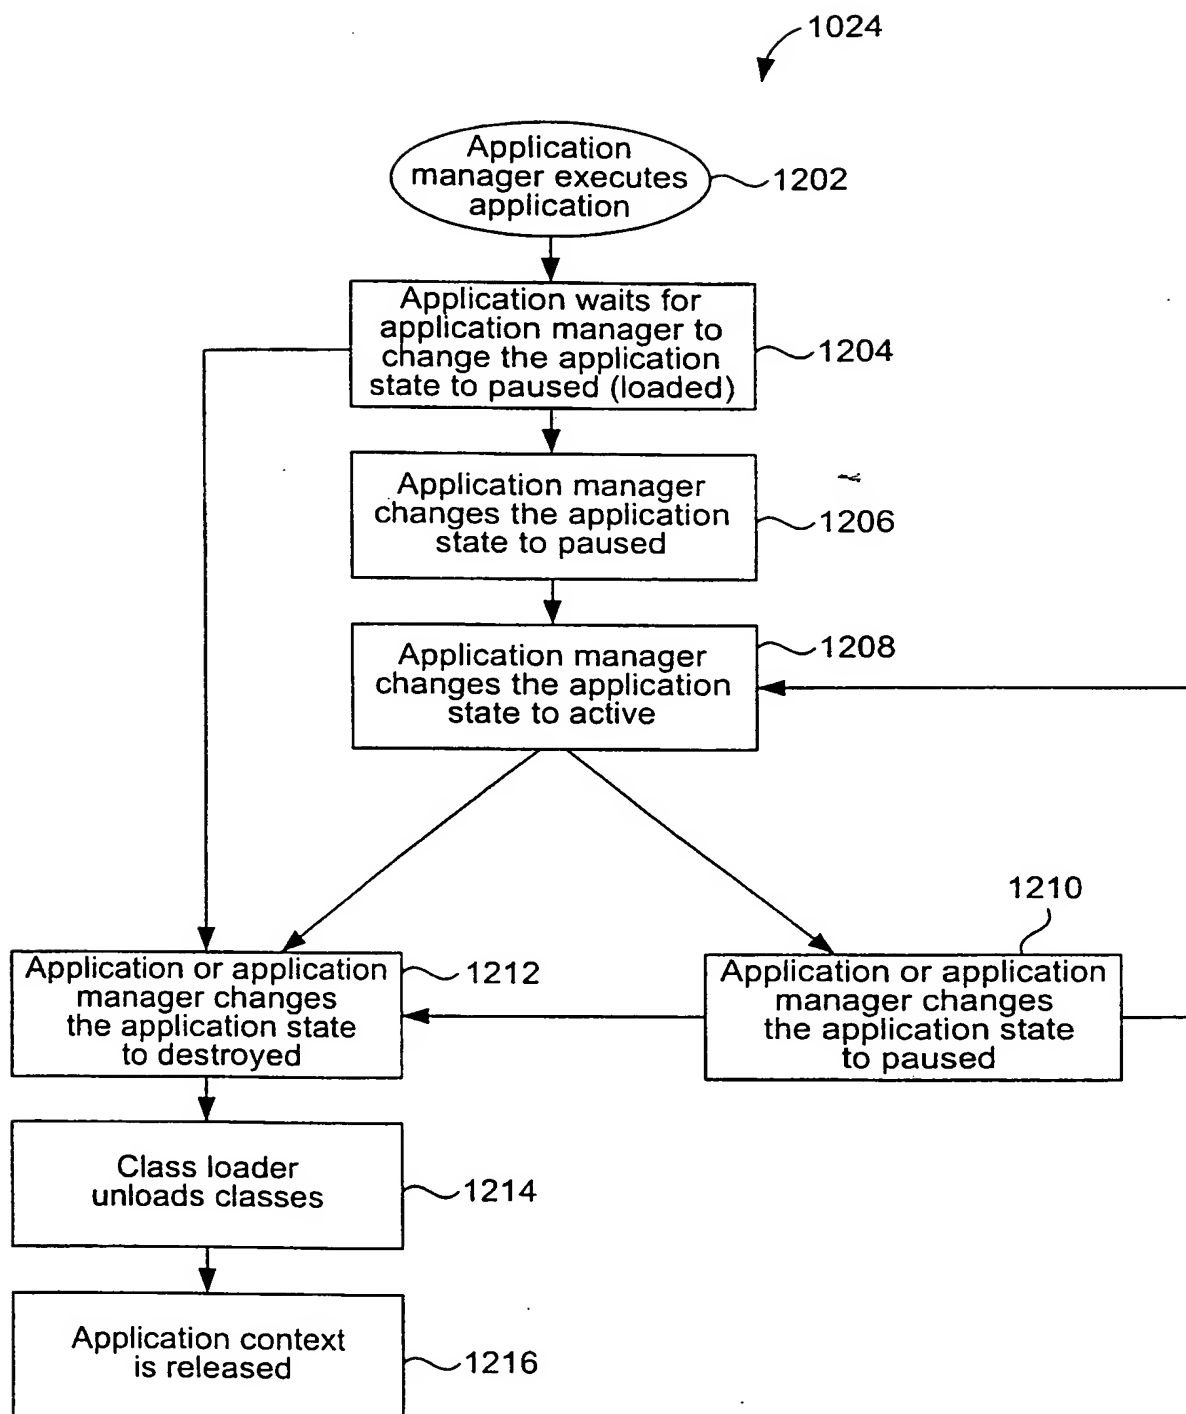 1024
Application
manager executes
application
1202
Application waits for
application manager to
change the application
state to paused (loaded)
1204
Application manager
changes the application
state to paused
1206
Application manager
changes the application
state to active
1208
1210
Application or application
manager changes
the application state
to destroyed
1212
Application or application
manager changes
the application state
to paused
Class loader
unloads classes
1214
Application context
is released
1216